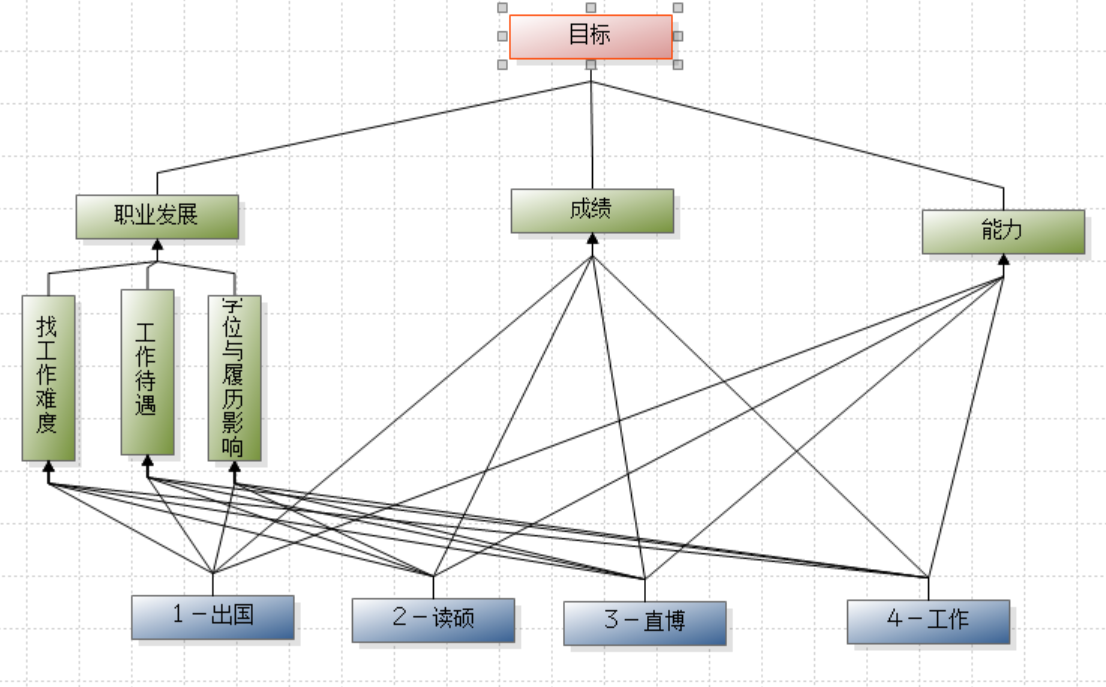 目标
职业发展
成绩
能力
找工作难度
工作待遇
学位与履历影响
1－出国
2－读硕
3－直博
4－工作